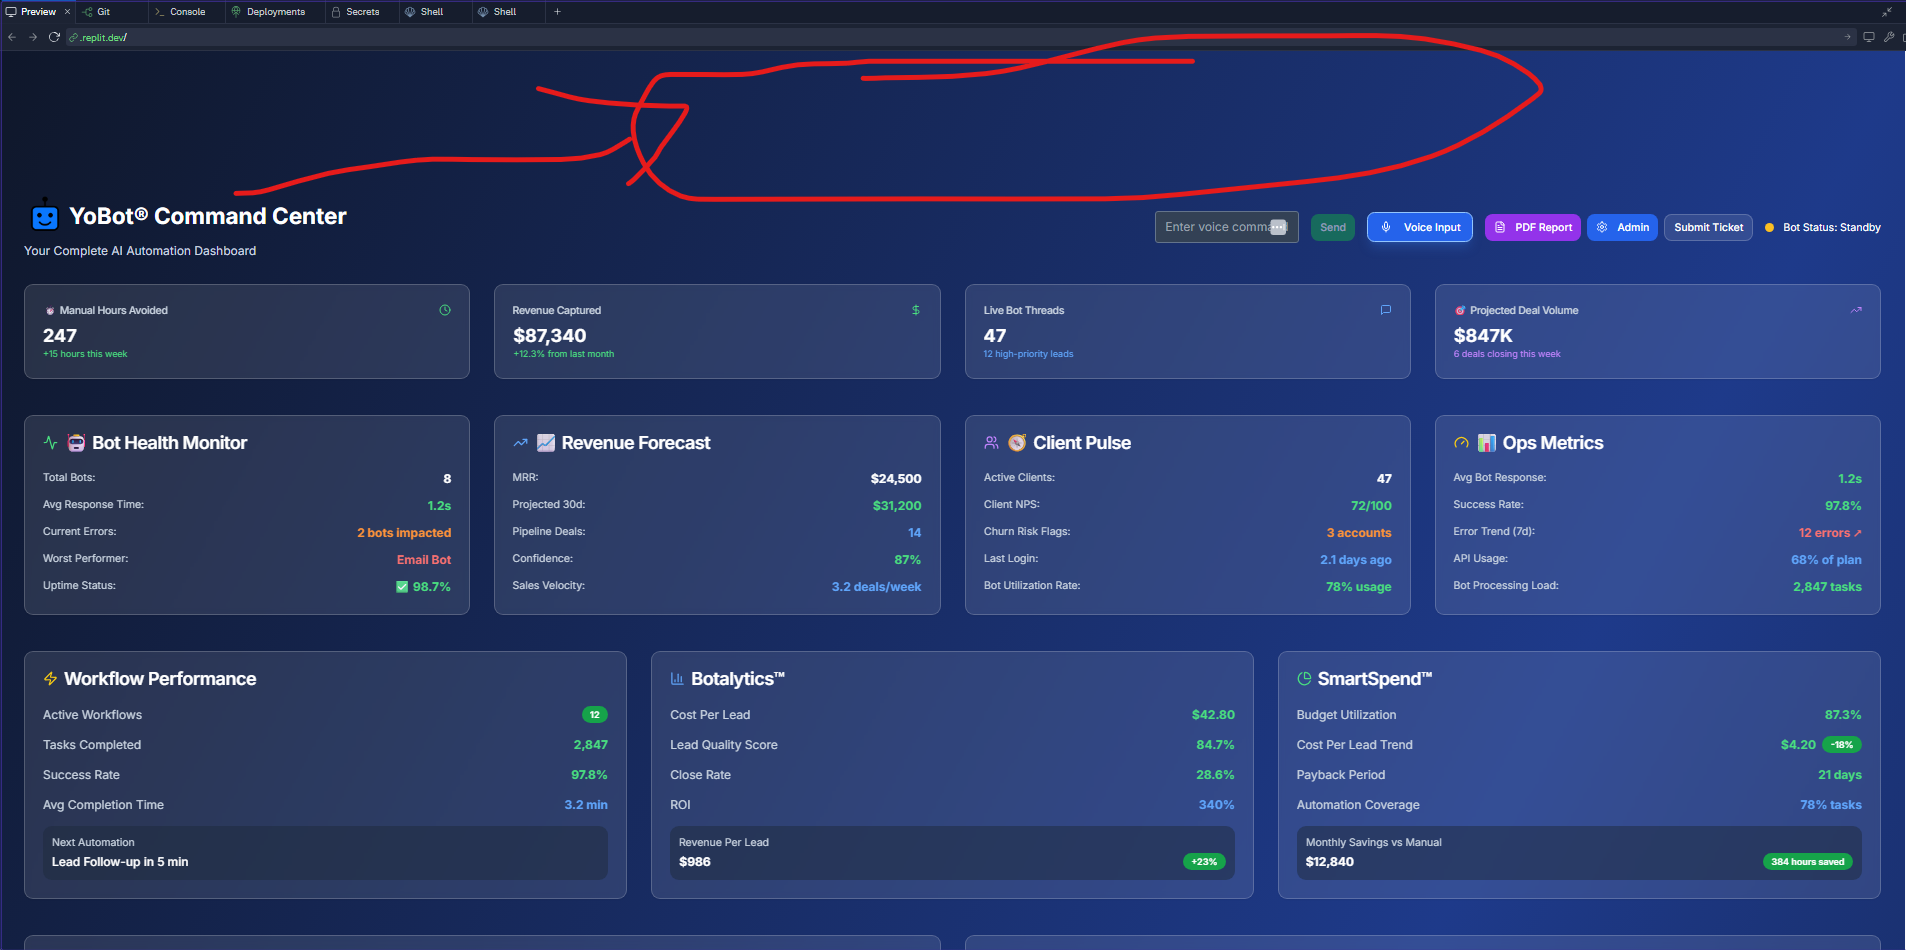 Preview × Git Console Deployments Secrets Shell Shell +
.replit.dev/
YoBot® Command Center
Your Complete AI Automation Dashboard
Enter voice comma
Send
Voice Input
PDF Report
Admin
Submit Ticket
Bot Status: Standby
Manual Hours Avoided
247
+15 hours this week
Revenue Captured
$
$87,340
+12.3% from last month
Live Bot Threads
47
12 high-priority leads
Projected Deal Volume
$847K
6 deals closing this week
Bot Health Monitor
Total Bots: 8
Avg Response Time: 1.2s
Current Errors: 2 bots impacted
Worst Performer: Email Bot
Uptime Status: ✅ 98.7%
Revenue Forecast
MRR: $24,500
Projected 30d: $31,200
Pipeline Deals: 14
Confidence: 87%
Sales Velocity: 3.2 deals/week
Client Pulse
Active Clients: 47
Client NPS: 72/100
Churn Risk Flags: 3 accounts
Last Login: 2.1 days ago
Bot Utilization Rate: 78% usage
Ops Metrics
Avg Bot Response: 1.2s
Success Rate: 97.8%
Error Trend (7d): 12 errors ↗
API Usage: 68% of plan
Bot Processing Load: 2,847 tasks
Workflow Performance
Active Workflows 12
Tasks Completed 2,847
Success Rate 97.8%
Avg Completion Time 3.2 min
Next Automation
Lead Follow-up in 5 min
Botalytics™
Cost Per Lead $42.80
Lead Quality Score 84.7%
Close Rate 28.6%
ROI 340%
Revenue Per Lead
$986 +23%
SmartSpend™
Budget Utilization 87.3%
Cost Per Lead Trend $4.20 -18%
Payback Period 21 days
Automation Coverage 78% tasks
Monthly Savings vs Manual
$12,840 384 hours saved